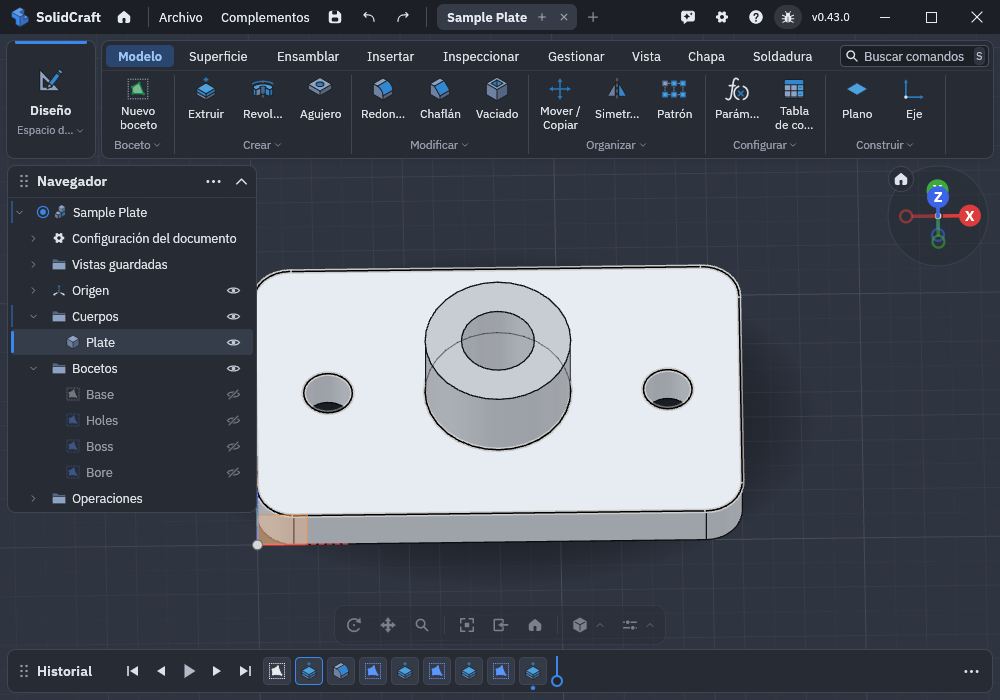 SolidCraft
Archivo
Complementos
Sample Plate
v0.43.0
Diseño
Espacio d...
Modelo
Superficie
Ensamblar
Insertar
Inspeccionar
Gestionar
Vista
Chapa
Soldadura
Buscar comandos
S
Nuevo
boceto
Extruir
Revol...
Agujero
Redon...
Chaflán
Vaciado
Mover /
Copiar
Simetr...
Patrón
Parám...
Tabla
de co...
Plano
Eje
Boceto
Crear
Modificar
Organizar
Configurar
Construir
Navegador
Sample Plate
Configuración del documento
Vistas guardadas
Origen
Cuerpos
Plate
Bocetos
Base
Holes
Boss
Bore
Operaciones
Z
X
Historial